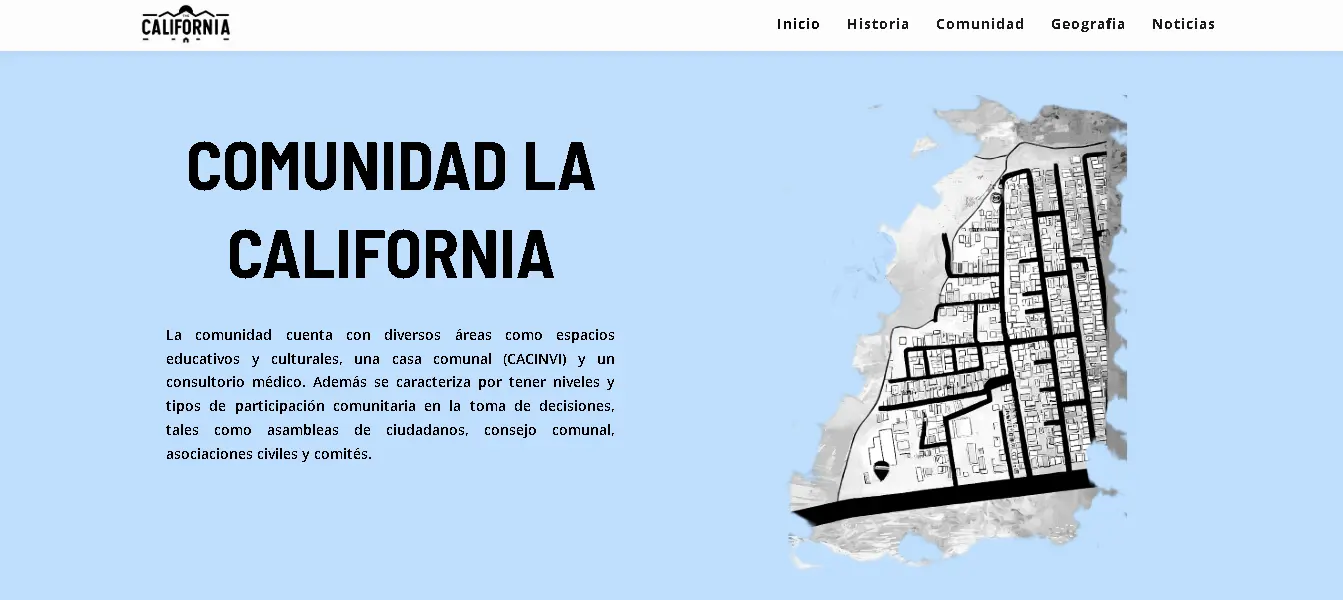 CALIFORNIA
Inicio Historia Comunidad Geografia Noticias
COMUNIDAD LA
CALIFORNIA
La comunidad cuenta con diversos áreas como espacios
educativos y culturales, una casa comunal (CACINVI) y un
consultorio médico. Además se caracteriza por tener niveles y
tipos de participación comunitaria en la toma de decisiones,
tales como asambleas de ciudadanos, consejo comunal,
asociaciones civiles y comités.